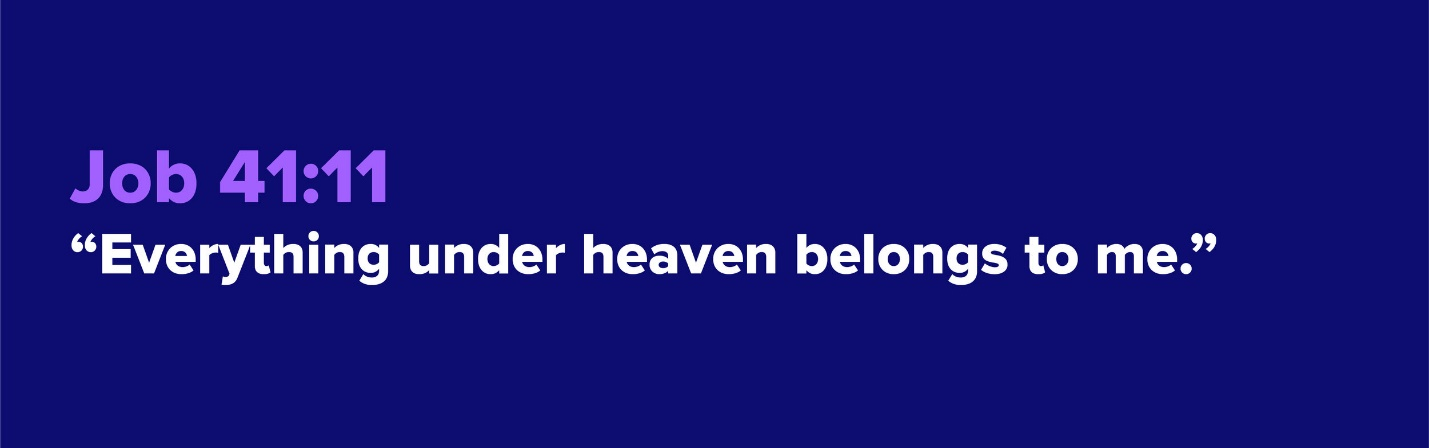 Job 41:11
“Everything under heaven belongs to me.”